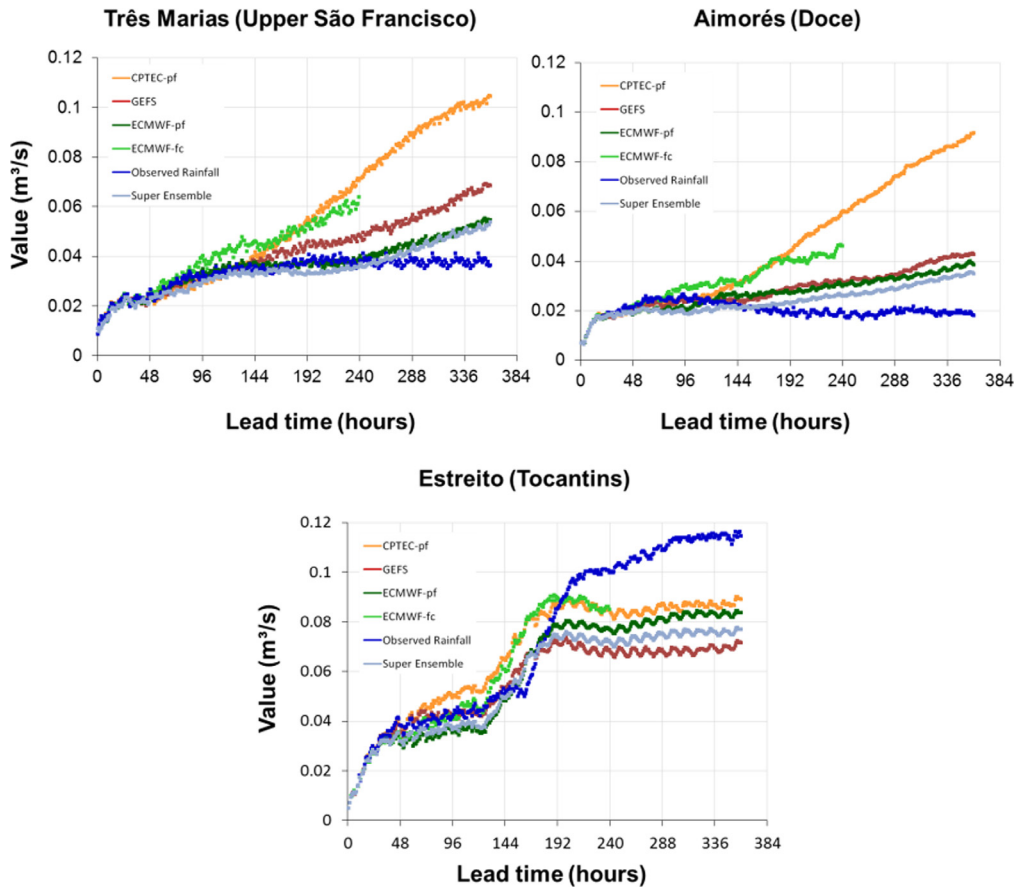 Três Marias (Upper São Francisco)
Value (m³/s)
0.12
0.1
0.08
0.06
0.04
0.02
0
CPTEC-pf
GEFS
ECMWF-pf
ECMWF-fc
Observed Rainfall
Super Ensemble
0 48 96 144 192 240 288 336 384
Lead time (hours)
Aimorés (Doce)
0.12
0.1
0.08
0.06
0.04
0.02
0
CPTEC-pf
GEFS
ECMWF-pf
ECMWF-fc
Observed Rainfall
Super Ensemble
0 48 96 144 192 240 288 336 384
Lead time (hours)
Estreito (Tocantins)
Value (m³/s)
0.12
0.1
0.08
0.06
0.04
0.02
0
CPTEC-pf
GEFS
ECMWF-pf
ECMWF-fc
Observed Rainfall
Super Ensemble
0 48 96 144 192 240 288 336 384
Lead time (hours)